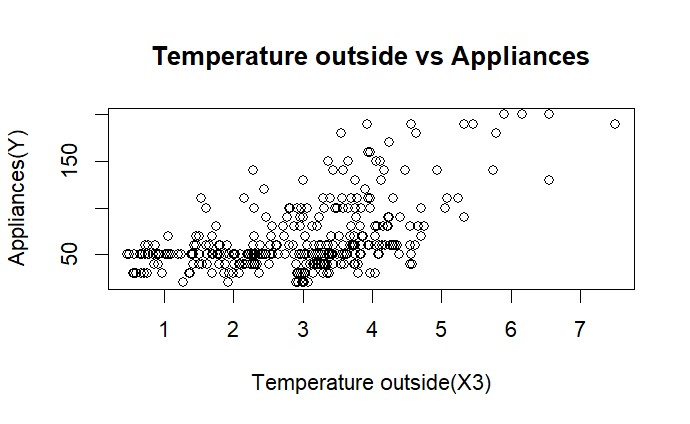 Temperature outside vs Appliances
Appliances(Y)
150
50
1 2 3 4 5 6 7
Temperature outside(X3)